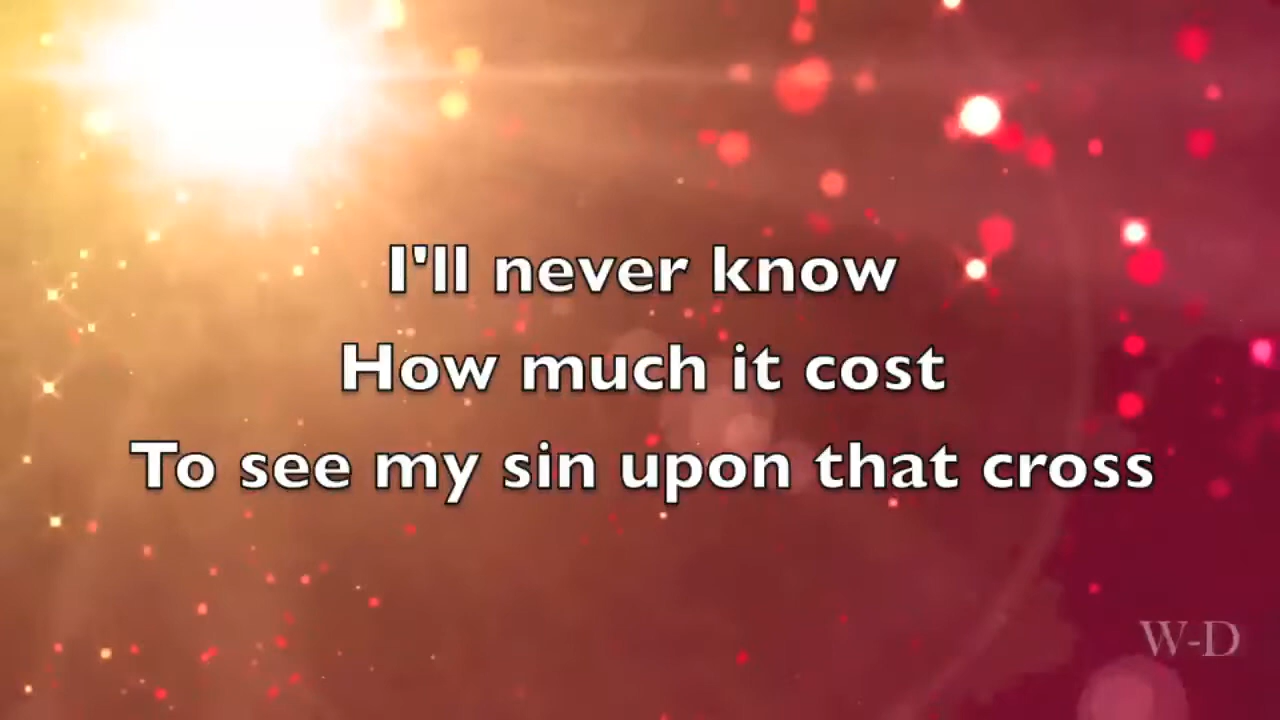 I'll never know
How much it cost
To see my sin upon that cross
W-D